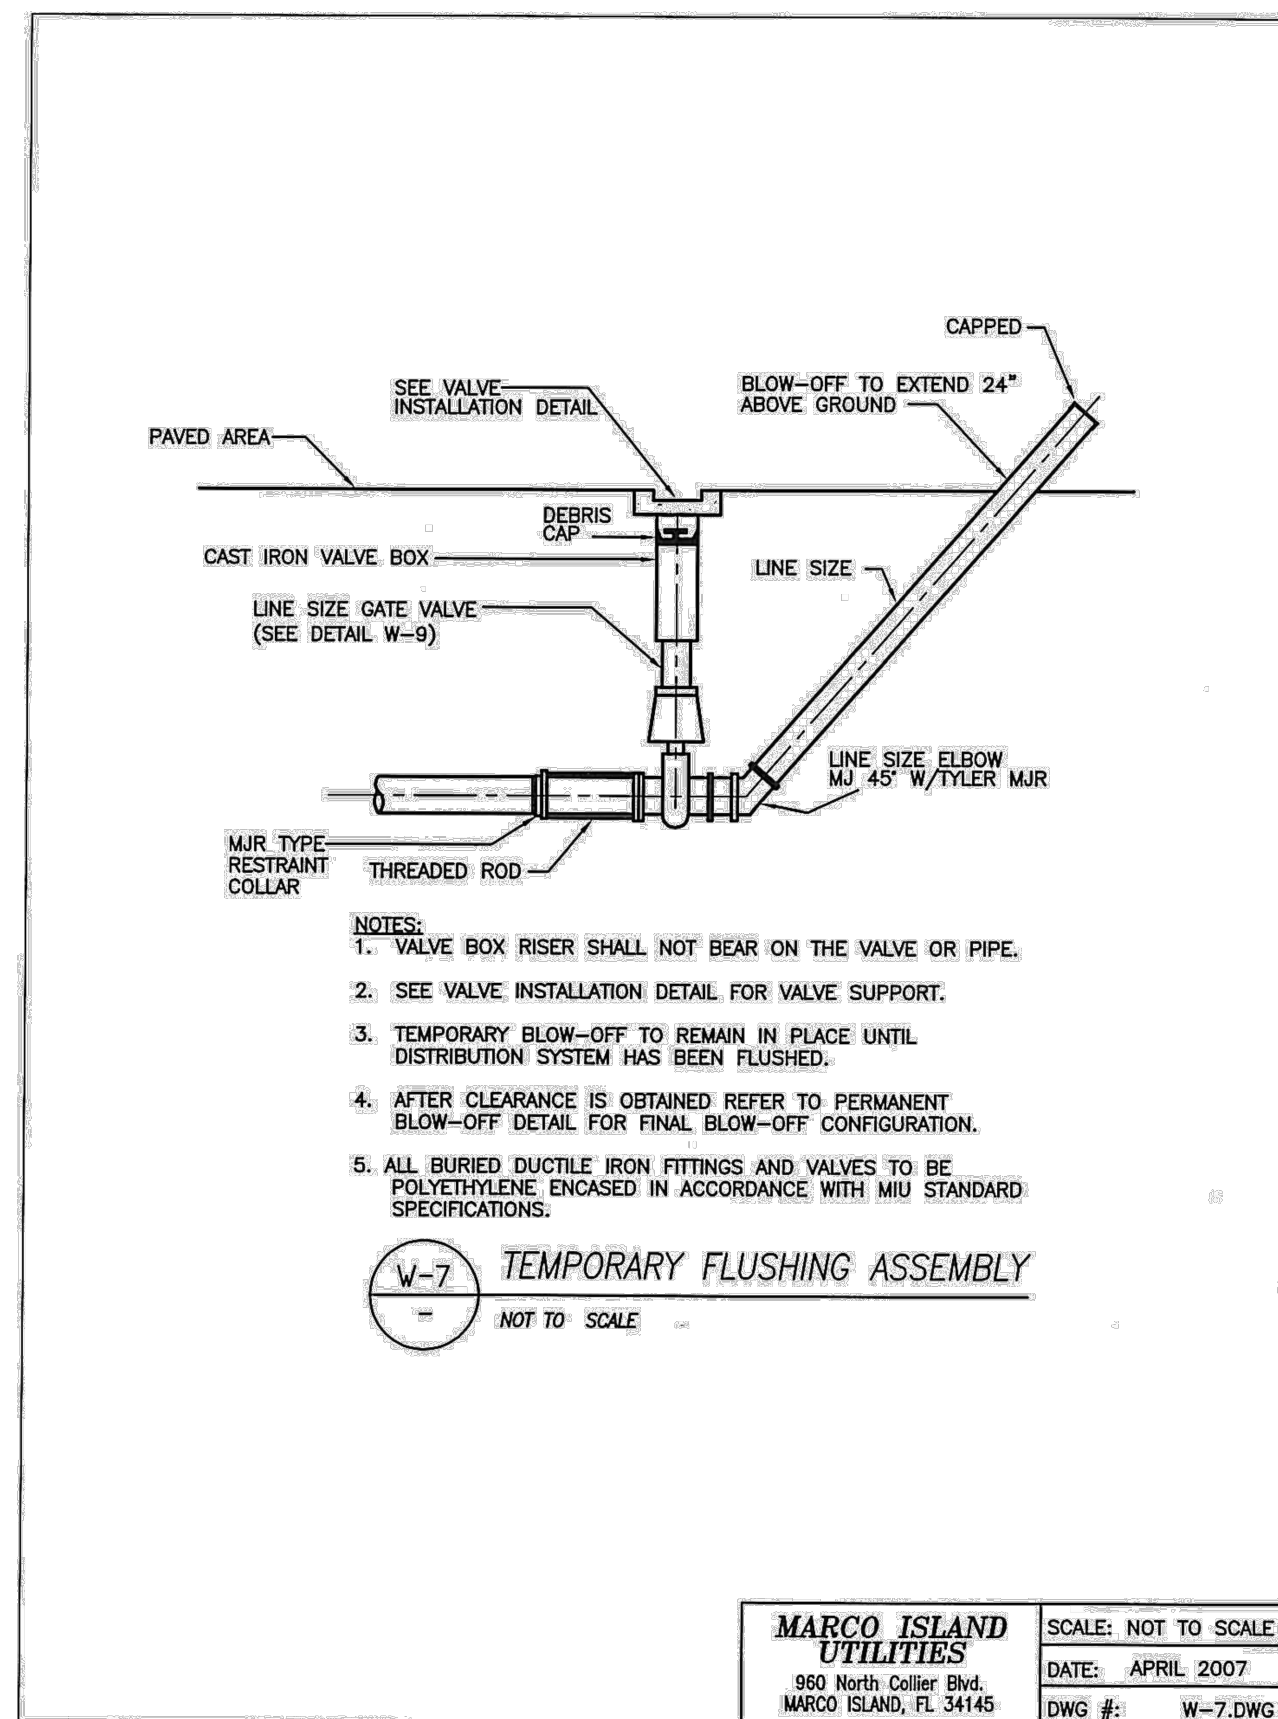 CAPPED
BLOW-OFF TO EXTEND 24"
ABOVE GROUND
SEE VALVE
INSTALLATION DETAIL
PAVED AREA
DEBRIS
CAP
CAST IRON VALVE BOX
LINE SIZE
LINE SIZE GATE VALVE
(SEE DETAIL W-9)
LINE SIZE ELBOW
MJ 45° W/TYLER MJR
MJR TYPE
RESTRAINT
COLLAR
THREADED ROD
NOTES:
1. VALVE BOX RISER SHALL NOT BEAR ON THE VALVE OR PIPE.
2. SEE VALVE INSTALLATION DETAIL FOR VALVE SUPPORT.
3. TEMPORARY BLOW-OFF TO REMAIN IN PLACE UNTIL
DISTRIBUTION SYSTEM HAS BEEN FLUSHED.
4. AFTER CLEARANCE IS OBTAINED REFER TO PERMANENT
BLOW-OFF DETAIL FOR FINAL BLOW-OFF CONFIGURATION.
5. ALL BURIED DUCTILE IRON FITTINGS AND VALVES TO BE
POLYETHYLENE ENCASED IN ACCORDANCE WITH MIU STANDARD
SPECIFICATIONS.
W-7
-
TEMPORARY FLUSHING ASSEMBLY
NOT TO SCALE
MARCO ISLAND
UTILITIES
960 North Collier Blvd.
MARCO ISLAND, FL 34145
SCALE: NOT TO SCALE
DATE: APRIL 2007
DWG #: W-7.DWG